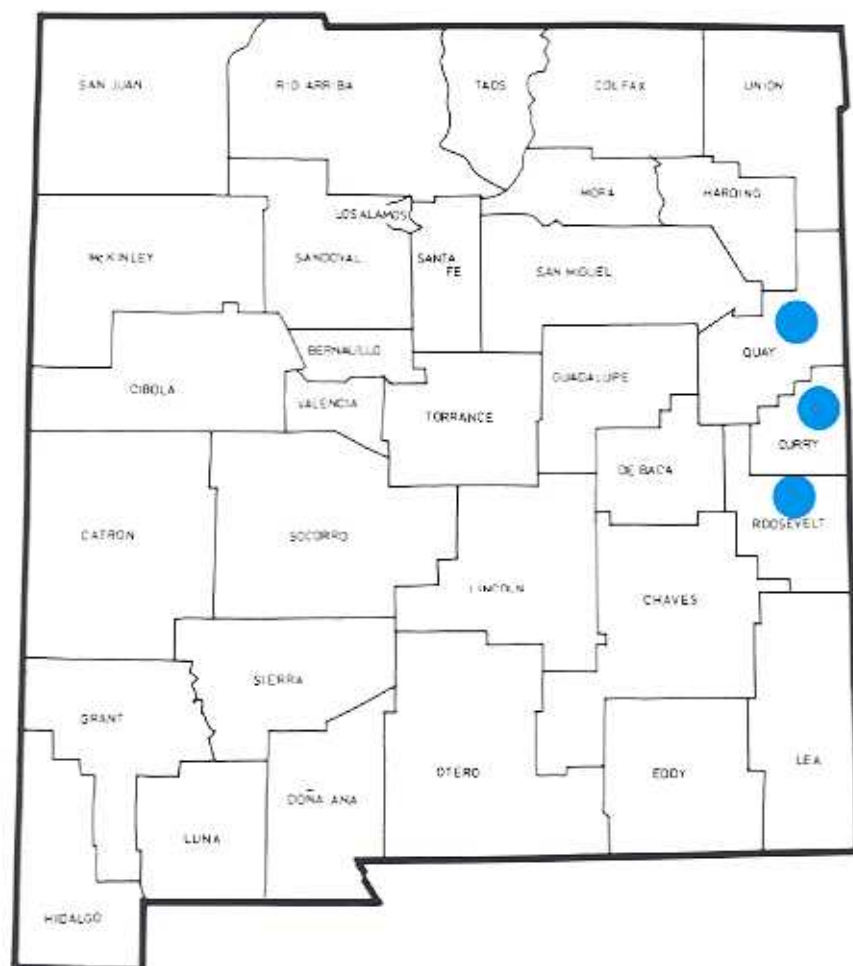 SAN JUAN
RIO ARRIBA
TAOS
COLFAX
UNION
MORA
HARDING
LOS ALAMOS
McKINLEY
SANDOVAL
SANTA
FE
SAN MIGUEL
QUAY
BERNALILLO
GUADALUPE
CIBOLA
VALENCIA
TORRANCE
CURRY
DE BACA
ROOSEVELT
CATRON
SOCORRO
LINCOLN
CHAVES
SIERRA
GRANT
OTERO
EDDY
LEA
DOÑA ANA
LUNA
HIDALGO